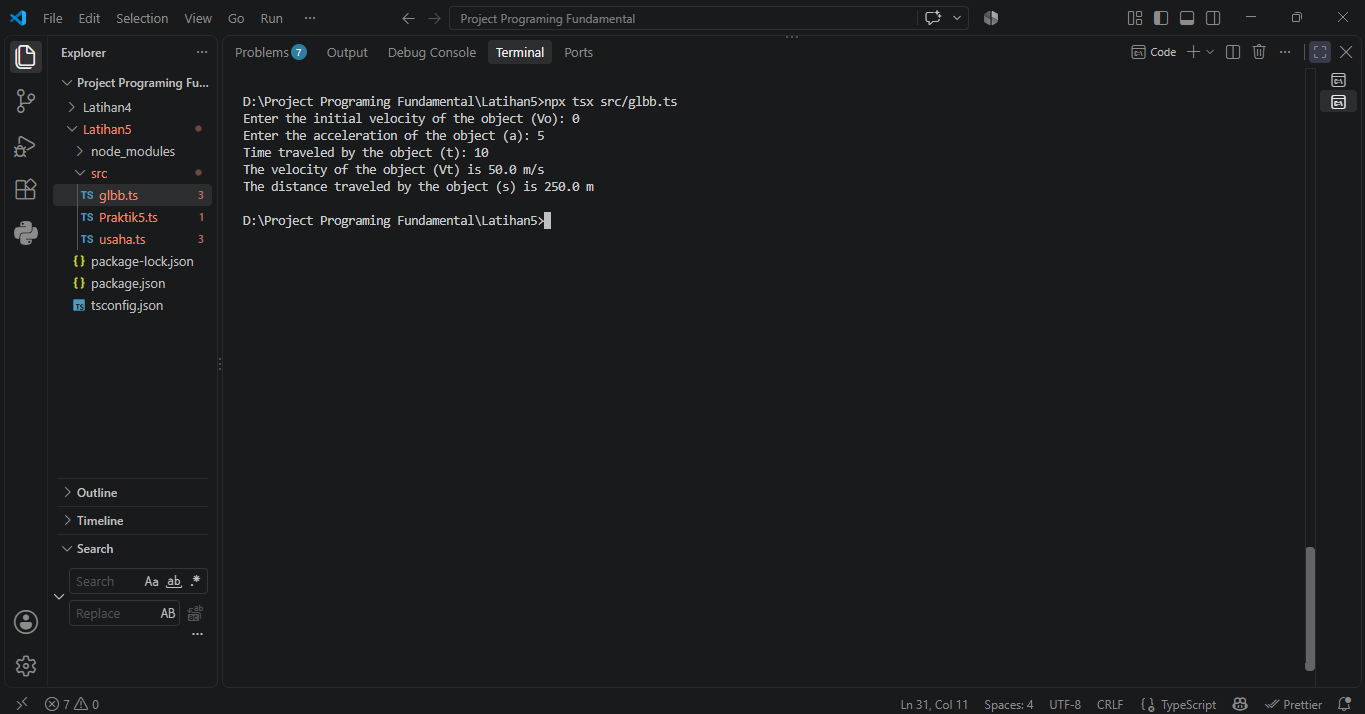 File Edit Selection View Go Run ··· Project Programing Fundamental
Explorer ···
Project Programing Fu...
Latihan4
Latihan5
node_modules
src
TS glbb.ts 3
TS Praktik5.ts 1
TS usaha.ts 3
{} package-lock.json
{} package.json
TS tsconfig.json
Outline
Timeline
Search
Search Aa ab .*
Replace AB
···
Problems 7 Output Debug Console Terminal Ports Code ···
D:\Project Programing Fundamental\Latihan5>npx tsx src/glbb.ts
Enter the initial velocity of the object (Vo): 0
Enter the acceleration of the object (a): 5
Time traveled by the object (t): 10
The velocity of the object (Vt) is 50.0 m/s
The distance traveled by the object (s) is 250.0 m
D:\Project Programing Fundamental\Latihan5>
7 0 Ln 31, Col 11 Spaces: 4 UTF-8 CRLF {} TypeScript Prettier